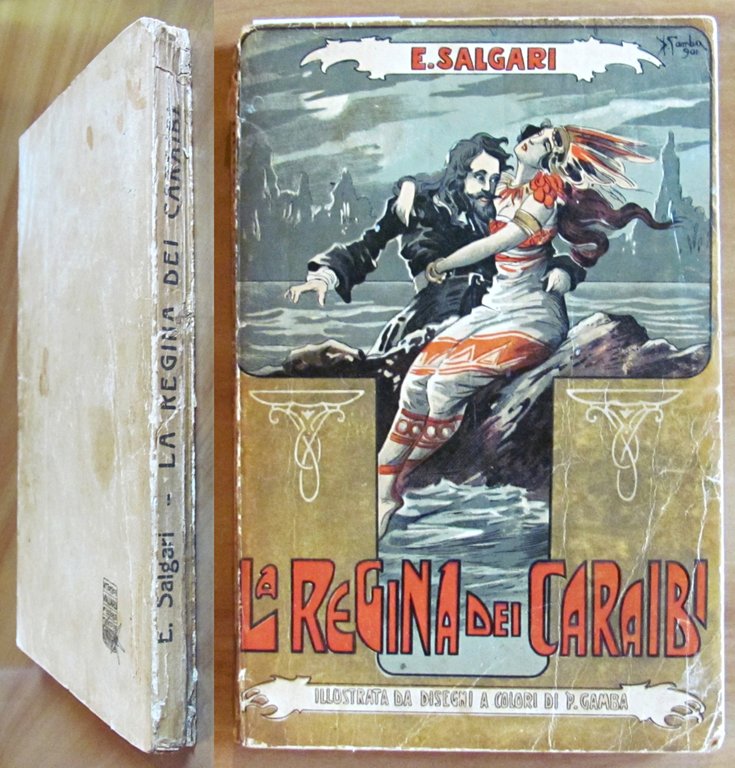 E. Salgari - LA REGINA DEI CARAIBI
E. SALGARI
LA REGINA DEI CARAIBI
ILLUSTRATA DA DISEGNI A COLORI DI P. GAMBA